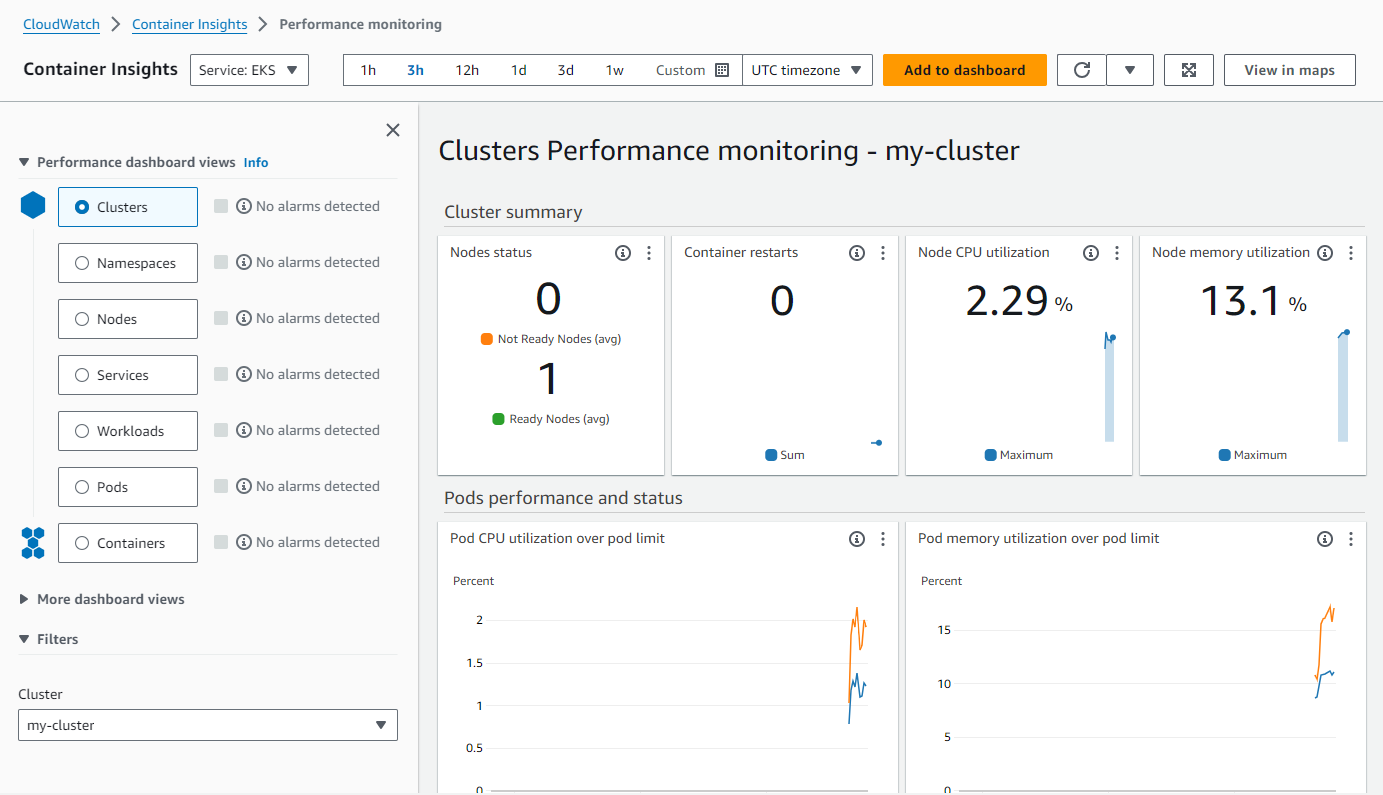 CloudWatch > Container Insights > Performance monitoring
Container Insights
Service: EKS
1h 3h 12h 1d 3d 1w Custom
UTC timezone
Add to dashboard
View in maps
Performance dashboard views Info
Clusters No alarms detected
Namespaces No alarms detected
Nodes No alarms detected
Services No alarms detected
Workloads No alarms detected
Pods No alarms detected
Containers No alarms detected
More dashboard views
Filters
Cluster
my-cluster
Clusters Performance monitoring - my-cluster
Cluster summary
Nodes status
0
Not Ready Nodes (avg)
1
Ready Nodes (avg)
Container restarts
0
Sum
Node CPU utilization
2.29 %
Maximum
Node memory utilization
13.1 %
Maximum
Pods performance and status
Pod CPU utilization over pod limit
Percent
2
1.5
1
0.5
0
Pod memory utilization over pod limit
Percent
15
10
5
0